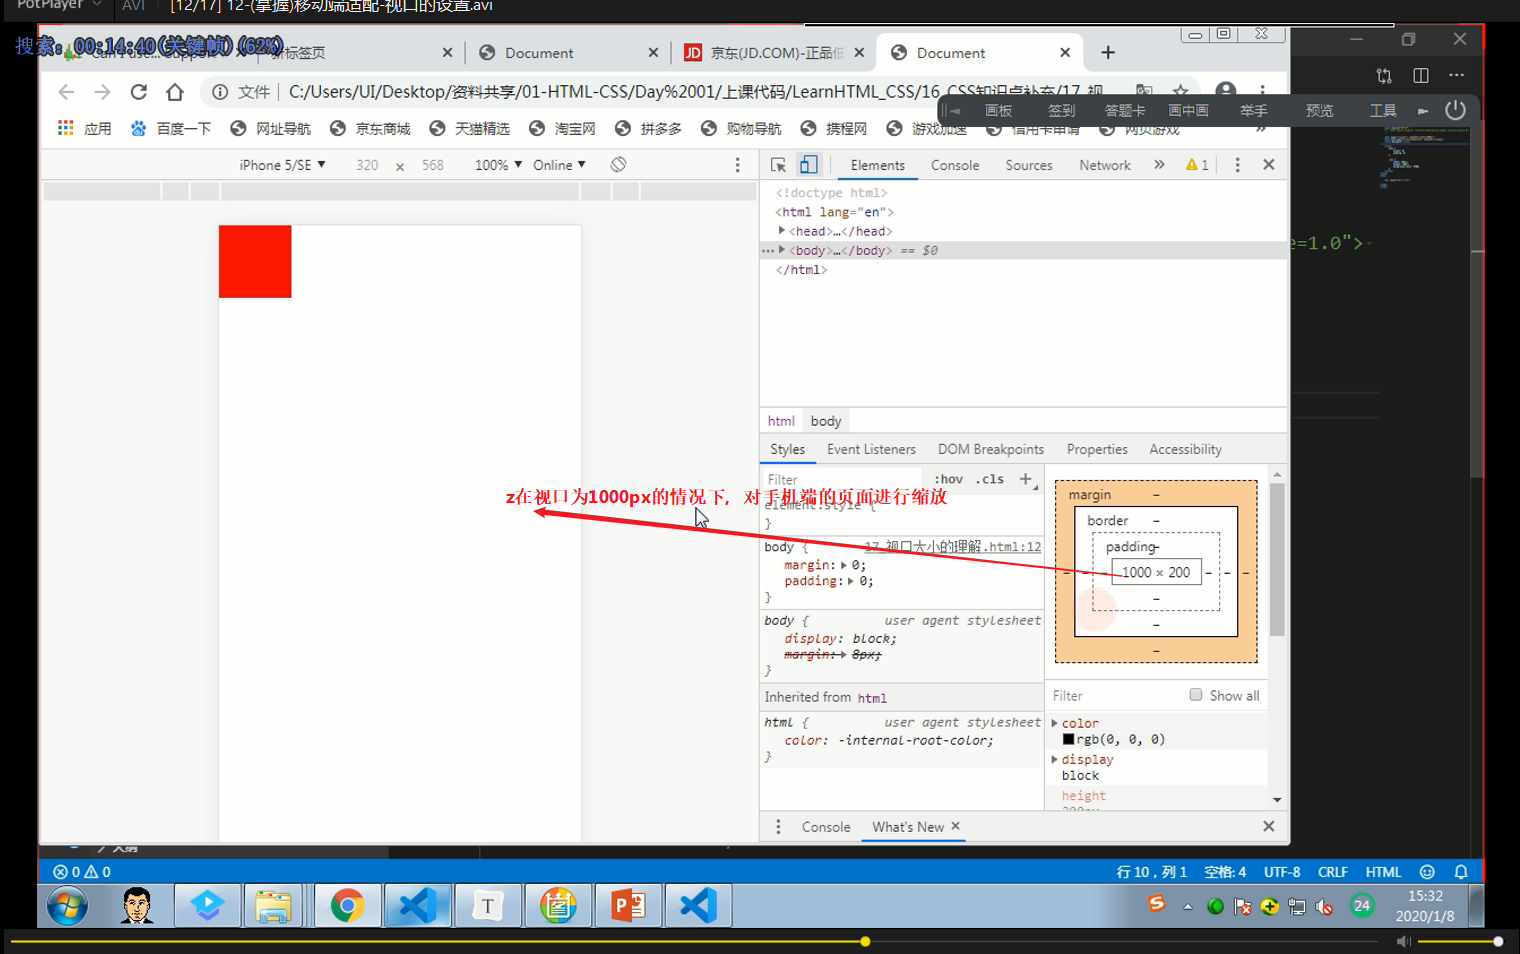 PotPlayer AVI [12/17] 12-(掌握)移动端适配-视口的设置.avi
搜索: 00:14:40(关键帧)(62%)
Can I use... Support 新标签页 Document 京东(JD.COM)-正品低 Document
文件 C:/Users/UI/Desktop/资料共享/01-HTML-CSS/Day%2001/上课代码/LearnHTML_CSS/16_CSS知识点补充/17_视
画板 签到 答题卡 画中画 举手 预览 工具
应用 百度一下 网址导航 京东商城 天猫精选 淘宝网 拼多多 购物导航 携程网 游戏加速 信用卡申请 网页游戏 »
iPhone 5/SE ▼ 320 × 568 100% ▼ Online ▼
Elements Console Sources Network » 1
<!doctype html>
<html lang="en">
<head>…</head>
<body>…</body> == $0
</html>
e=1.0">
html body
Styles Event Listeners DOM Breakpoints Properties Accessibility
Filter :hov .cls +
z在视口为1000px的情况下, 对手机端的页面进行缩放
element.style {
}
body { 17_视口大小的理解.html:12
margin: 0;
padding: 0;
}
body { user agent stylesheet
display: block;
margin: 8px;
}
Inherited from html
html { user agent stylesheet
color: -internal-root-color;
}
margin –
border –
padding –
– – – 1000 × 200 – – –
–
–
–
Filter Show all
color
rgb(0, 0, 0)
display
block
height
200px
Console What's New
0 0 行 10，列 1 空格: 4 UTF-8 CRLF HTML
T 24 15:32
2020/1/8